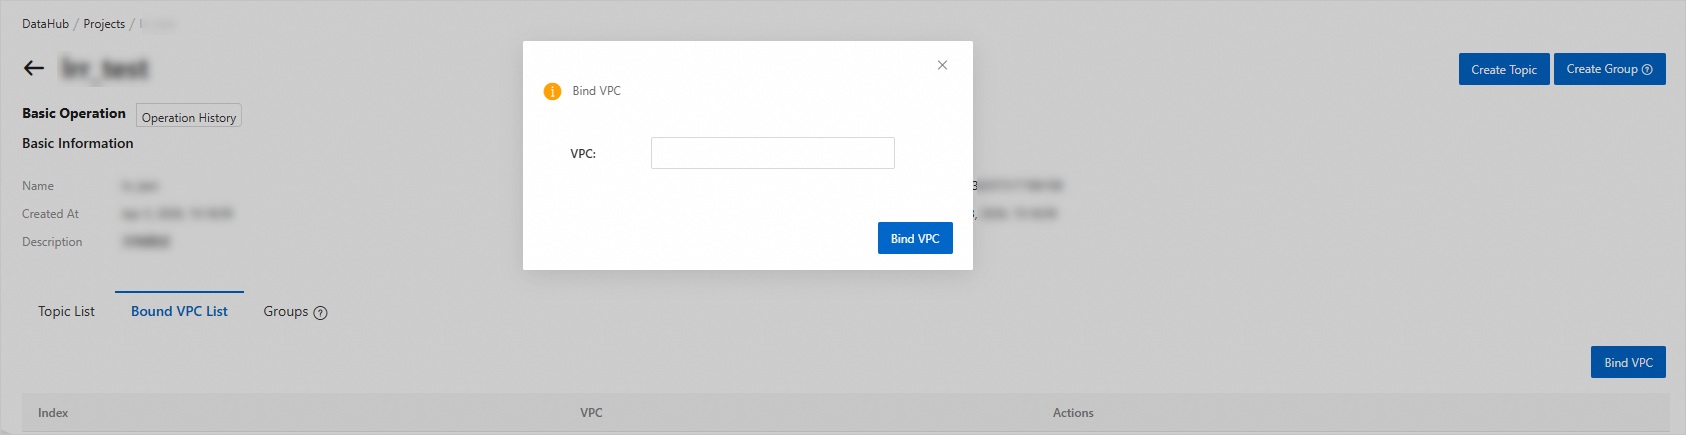 DataHub / Projects /
Create Topic
Create Group
Bind VPC
Basic Operation
Operation History
VPC:
Basic Information
Name
Created At
Description
Bind VPC
Topic List
Bound VPC List
Groups
Bind VPC
Index
VPC
Actions